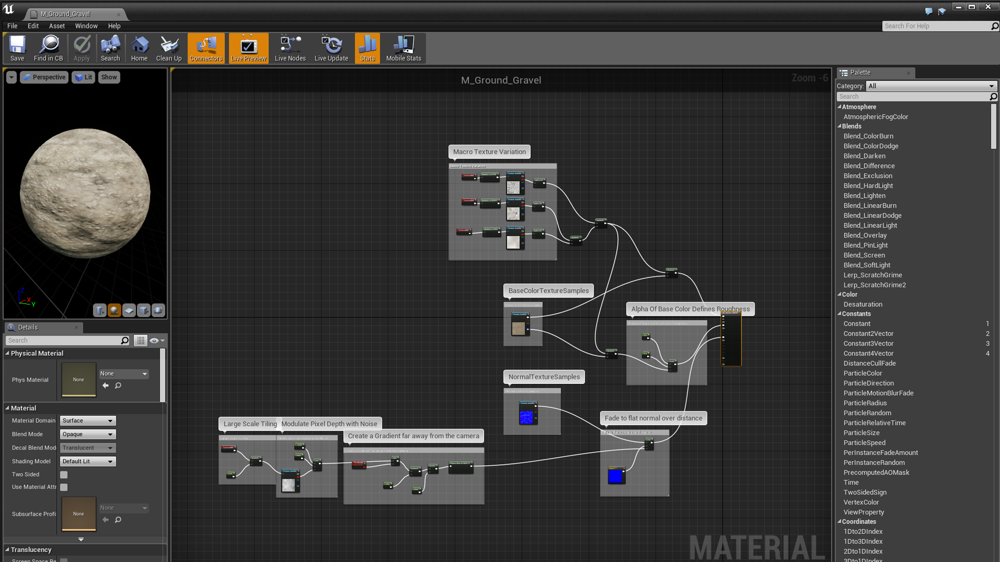 M_Ground_Gravel
File Edit Asset Window Help
Search For Help
Save Find in CB Apply Search Home Clean Up Connectors Live Preview Live Nodes Live Update Stats Mobile Stats
Perspective Lit Show
Z X Y
Details
Search
Physical Material
Phys Material None None
Material
Material Domain Surface
Blend Mode Opaque
Decal Blend Mod Translucent
Shading Model Default Lit
Two Sided
Use Material Attr
Subsurface Profi None None
Translucency
M_Ground_Gravel
Zoom -6
Macro Texture Variation
Macro Texture Variation
BaseColorTextureSamples
Alpha Of Base Color Defines Roughness
NormalTextureSamples
Fade to flat normal over distance
Large Scale Tiling
Modulate Pixel Depth with Noise
Create a Gradient far away from the camera
MATERIAL
Palette
Category: All
Search
Atmosphere
AtmosphericFogColor
Blends
Blend_ColorBurn
Blend_ColorDodge
Blend_Darken
Blend_Difference
Blend_Exclusion
Blend_HardLight
Blend_Lighten
Blend_LinearBurn
Blend_LinearDodge
Blend_LinearLight
Blend_Overlay
Blend_PinLight
Blend_Screen
Blend_SoftLight
Lerp_ScratchGrime
Lerp_ScratchGrime2
Color
Desaturation
Constants
Constant 1
Constant2Vector 2
Constant3Vector 3
Constant4Vector 4
DistanceCullFade
ParticleColor
ParticleDirection
ParticleMotionBlurFade
ParticleRadius
ParticleRandom
ParticleRelativeTime
ParticleSize
ParticleSpeed
PerInstanceFadeAmount
PerInstanceRandom
PrecomputedAOMask
Time
TwoSidedSign
VertexColor
ViewProperty
Coordinates
1Dto2DIndex
1Dto3DIndex
2Dto1DIndex
3Dto1DIndex